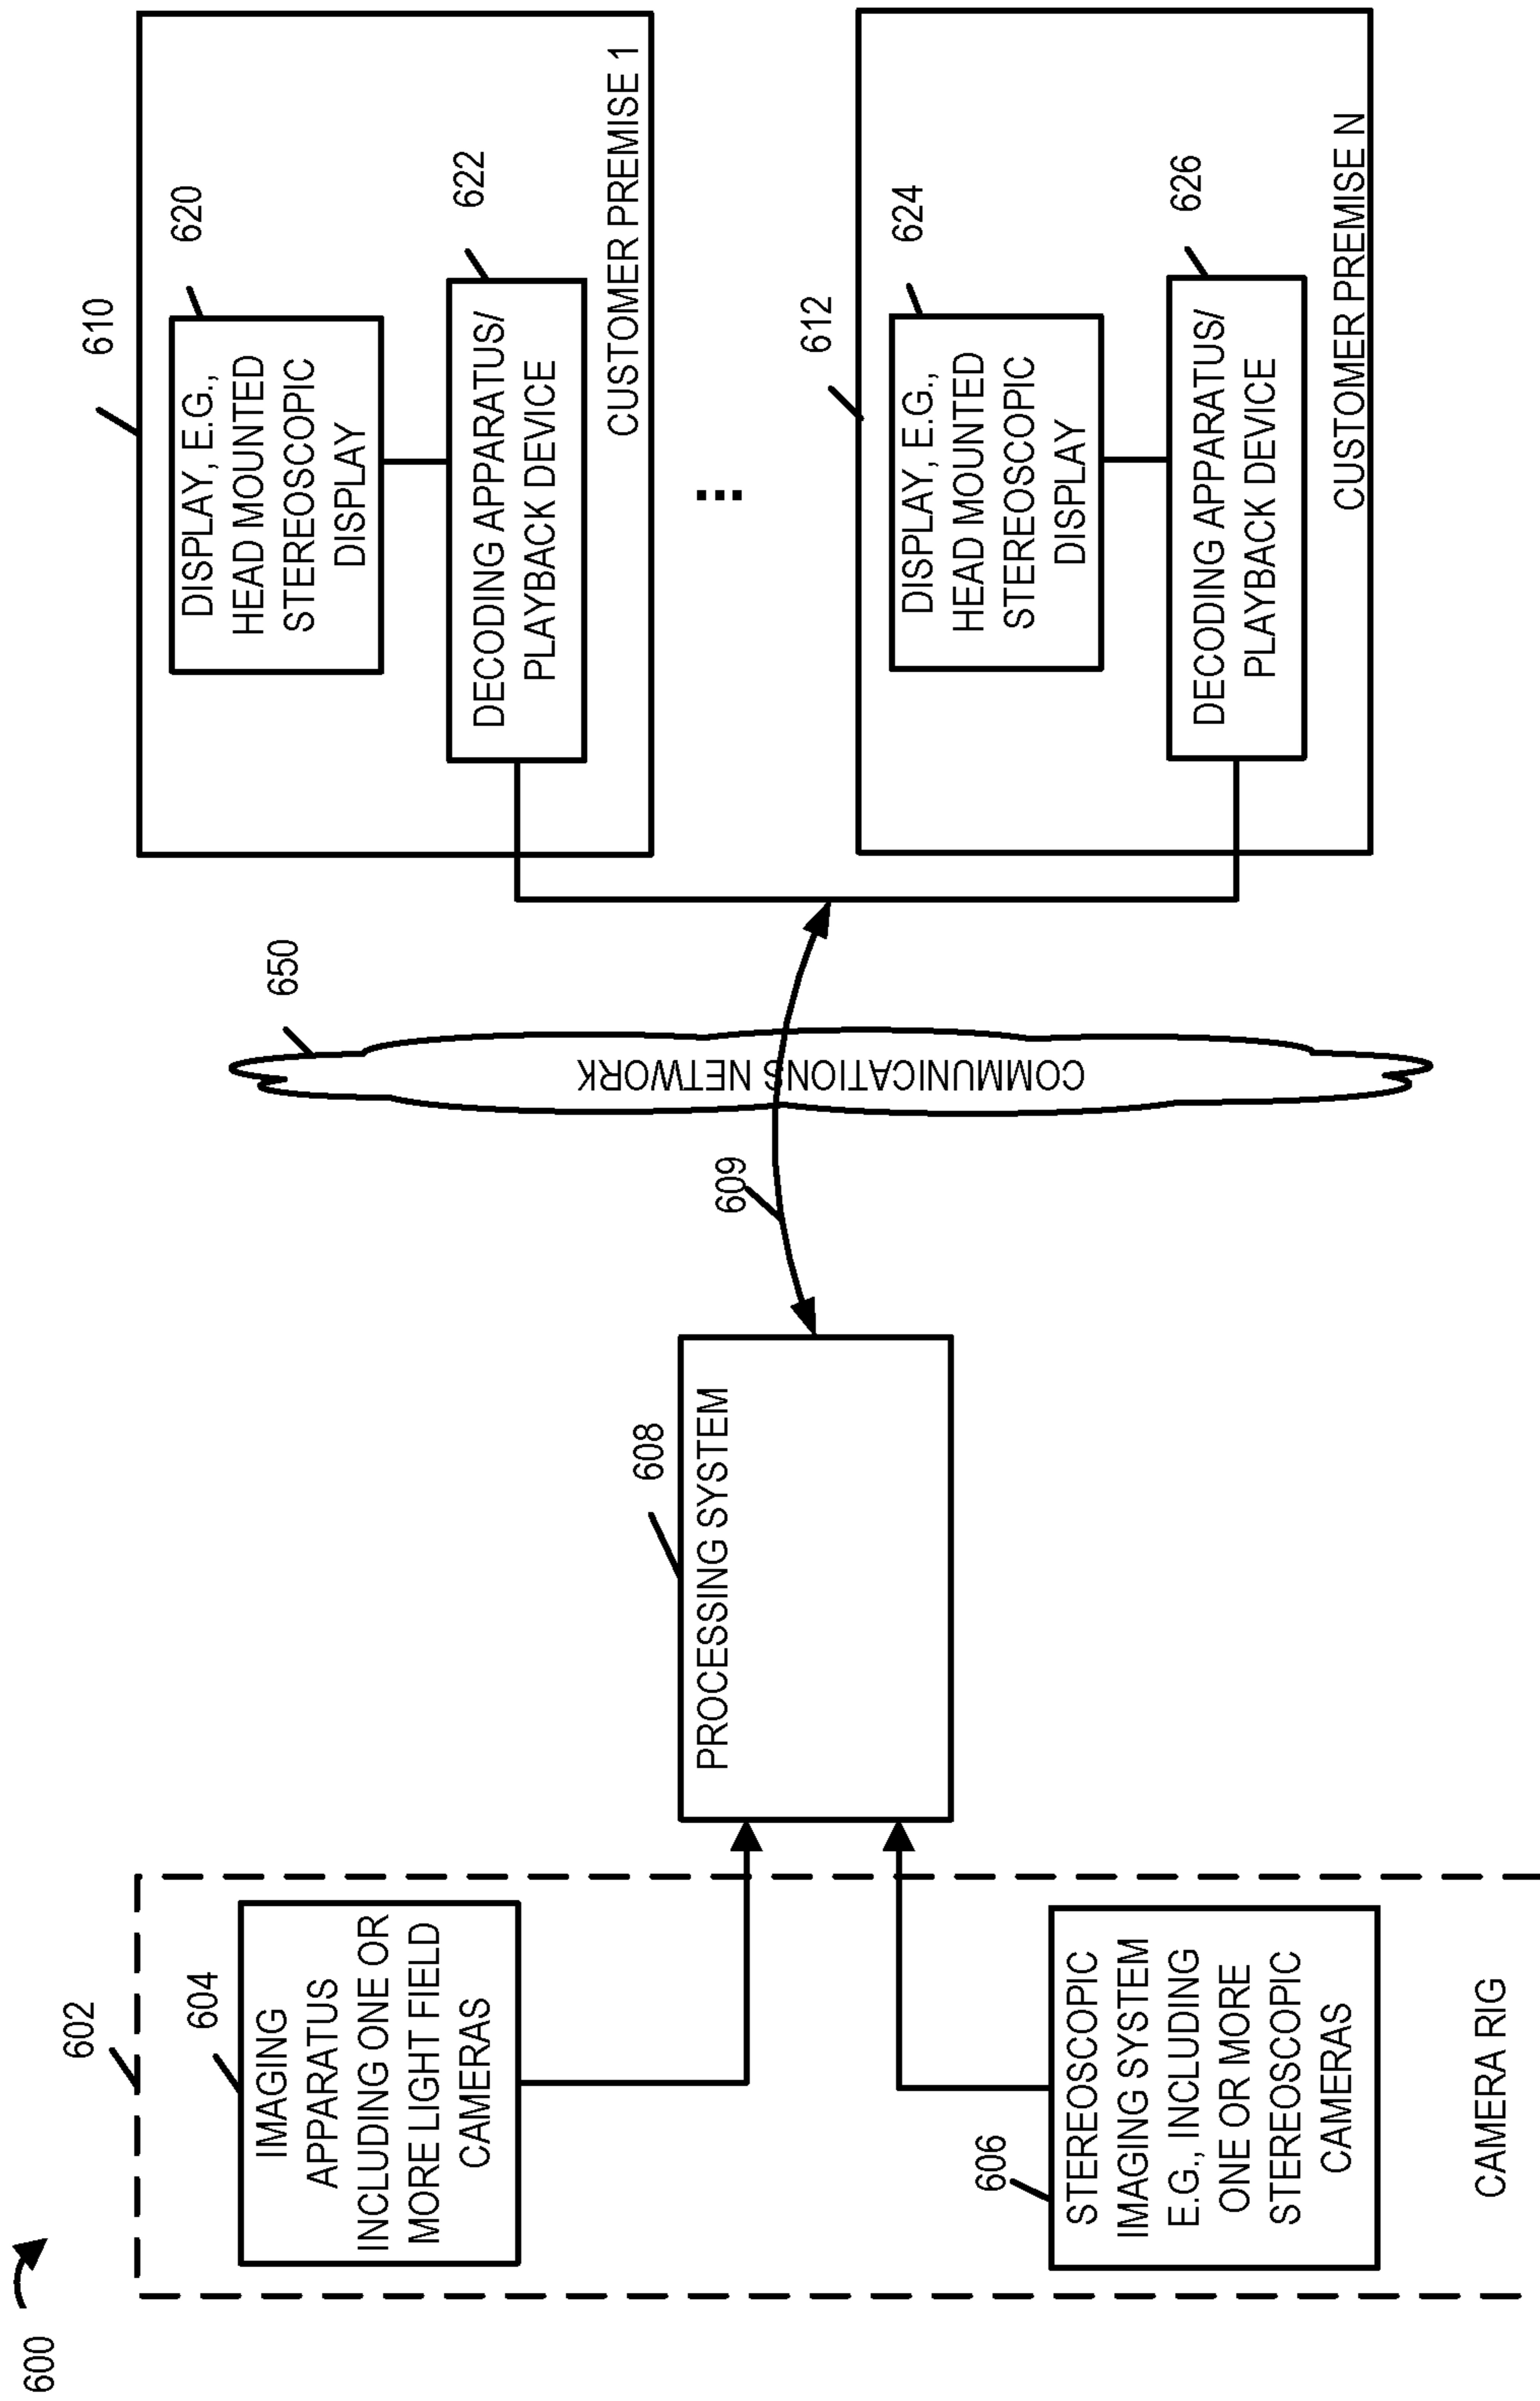 600
602
604
IMAGING
APPARATUS
INCLUDING ONE OR
MORE LIGHT FIELD
CAMERAS
606
STEREOSCOPIC
IMAGING SYSTEM
E.G., INCLUDING
ONE OR MORE
STEREOSCOPIC
CAMERAS
CAMERA RIG
608
PROCESSING SYSTEM
609
650
COMMUNICATIONS NETWORK
610
620
DISPLAY, E.G.,
HEAD MOUNTED
STEREOSCOPIC
DISPLAY
622
DECODING APPARATUS/
PLAYBACK DEVICE
CUSTOMER PREMISE 1
...
612
624
DISPLAY, E.G.,
HEAD MOUNTED
STEREOSCOPIC
DISPLAY
626
DECODING APPARATUS/
PLAYBACK DEVICE
CUSTOMER PREMISE N